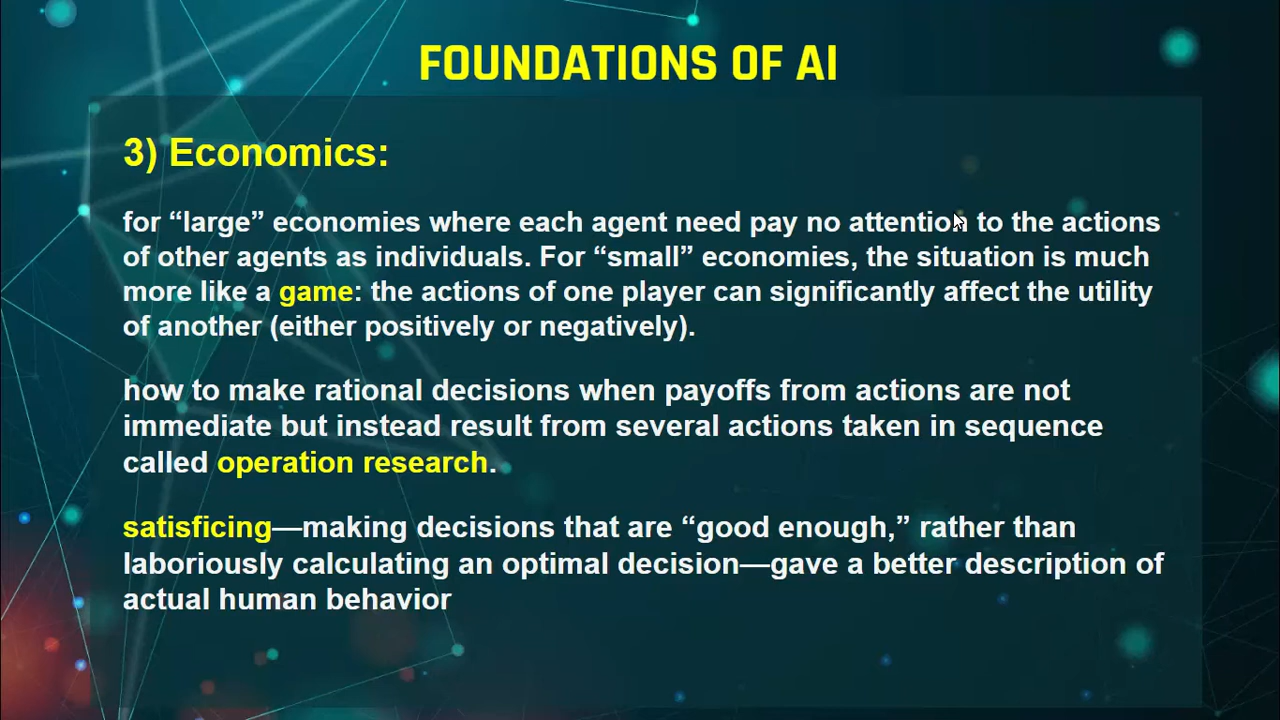 FOUNDATIONS OF AI
3) Economics:
for “large” economies where each agent need pay no attention to the actions
of other agents as individuals. For “small” economies, the situation is much
more like a game: the actions of one player can significantly affect the utility
of another (either positively or negatively).
how to make rational decisions when payoffs from actions are not
immediate but instead result from several actions taken in sequence
called operation research.
satisficing—making decisions that are “good enough,” rather than
laboriously calculating an optimal decision—gave a better description of
actual human behavior